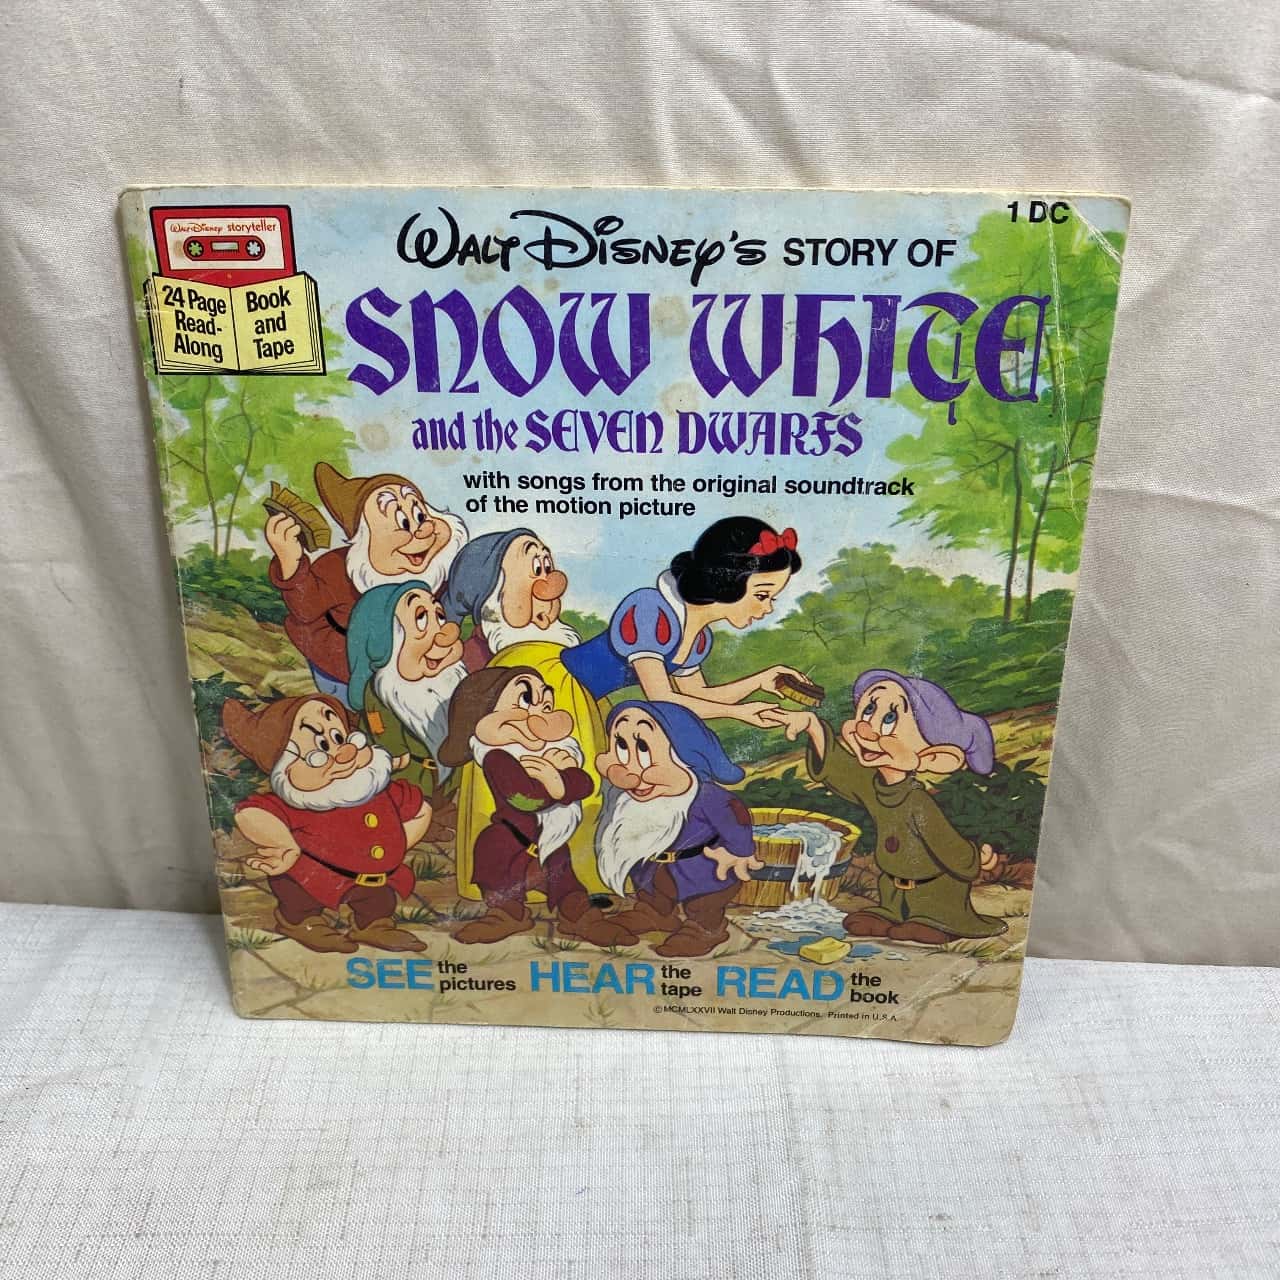 Walt Disney storyteller
24 Page
Read-
Along
Book
and
Tape
1 DC
Walt Disney's STORY OF
SNOW WHITE
and the SEVEN DWARFS
with songs from the original soundtrack
of the motion picture
SEE the pictures HEAR the tape READ the book
©MCMLXXVII Walt Disney Productions. Printed in U.S.A.